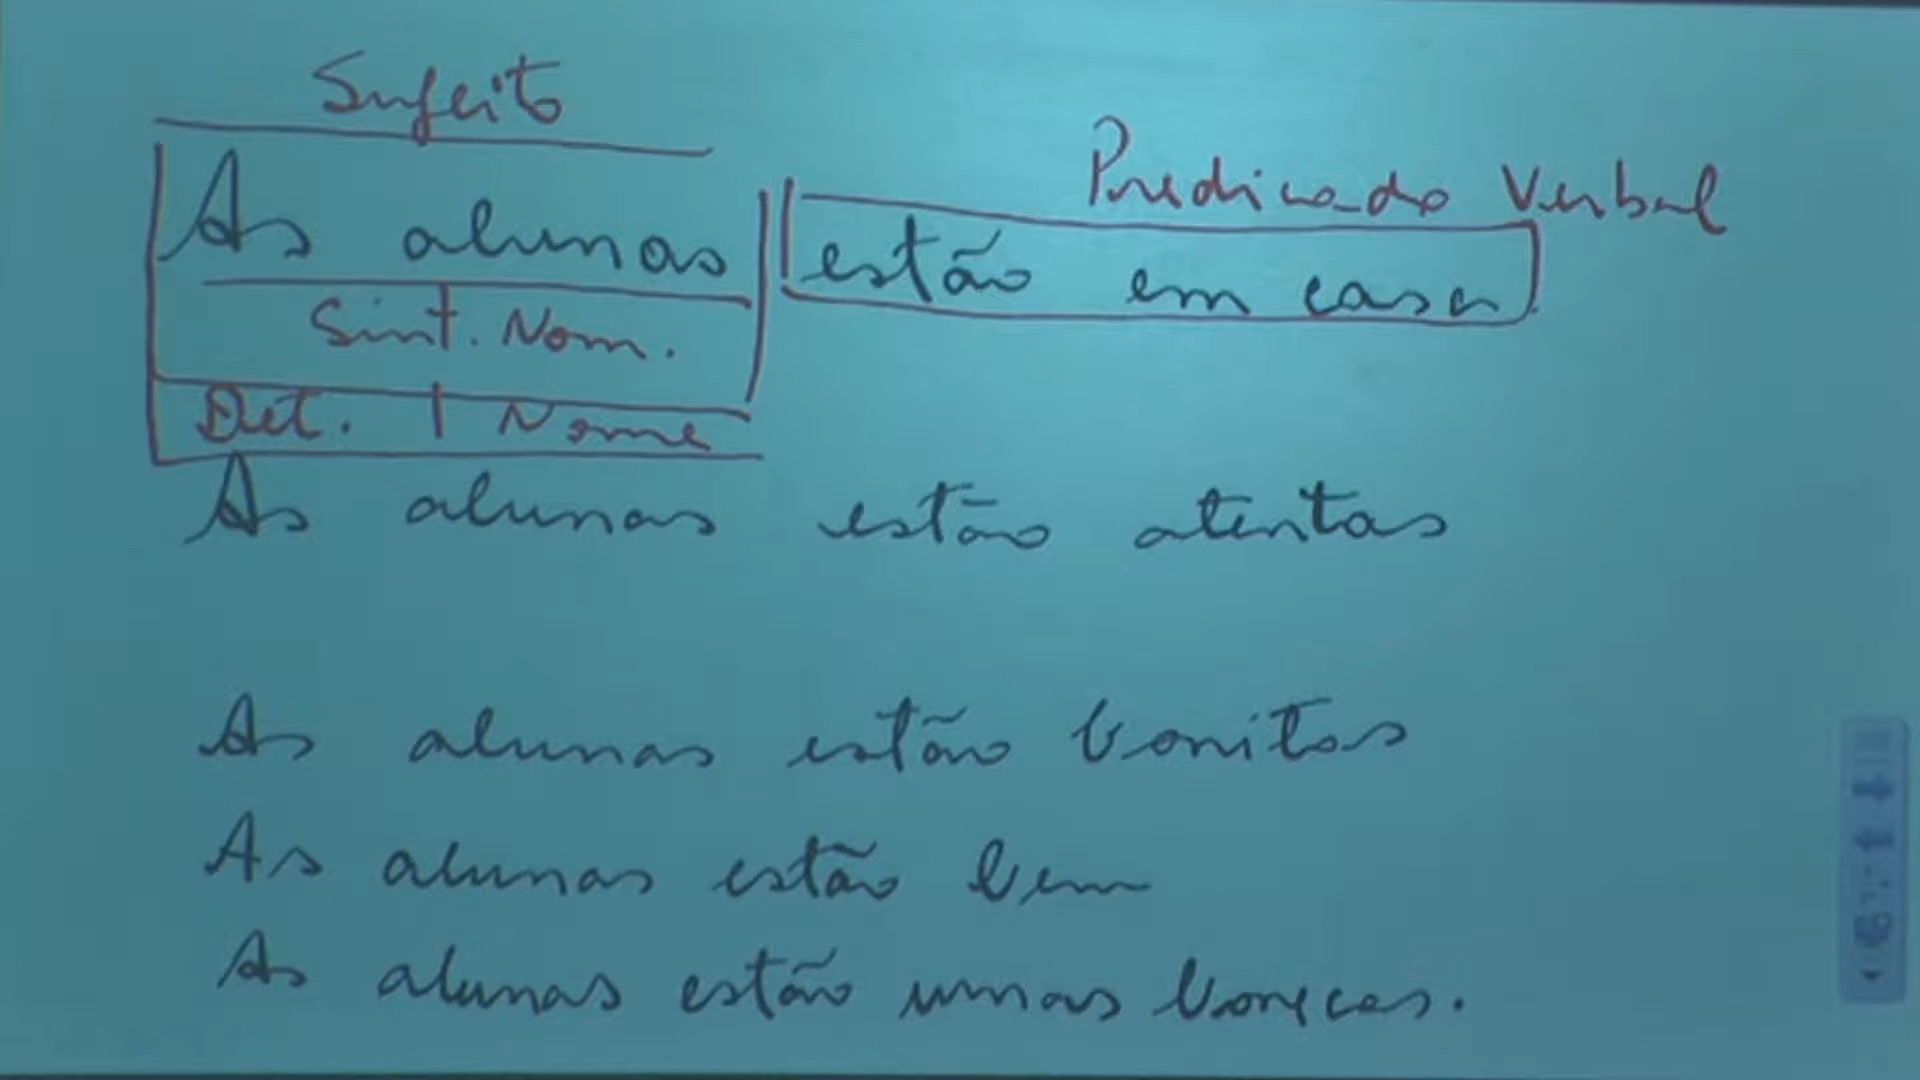 Sujeito
Predicado Verbal
As alunas estão em casa.
Sint. Nom.
Det. | Nome
As alunas estão atentas
As alunas estão bonitas
As alunas estão bem
As alunas estão umas bonecas.